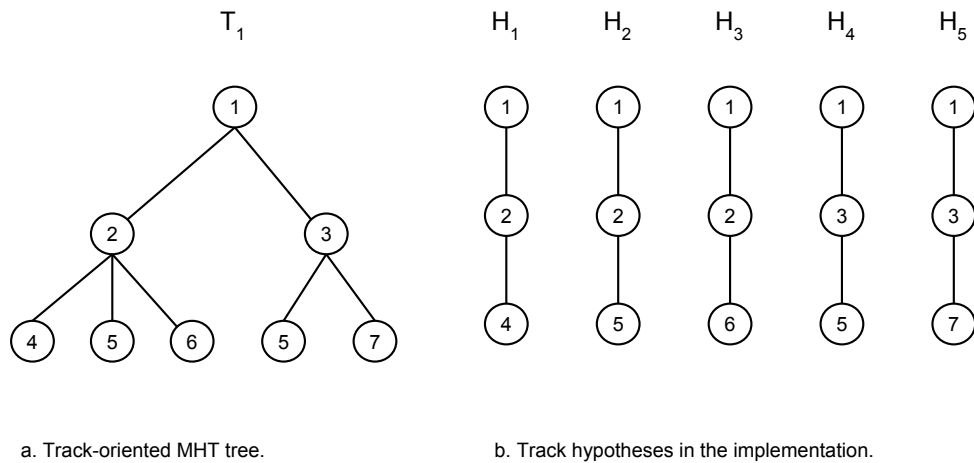 T1 H1 H2 H3 H4 H5
1 1 1 1 1 1
2 3 2 2 2 3 3
4 5 6 5 7 4 5 6 5 7
a. Track-oriented MHT tree. b. Track hypotheses in the implementation.